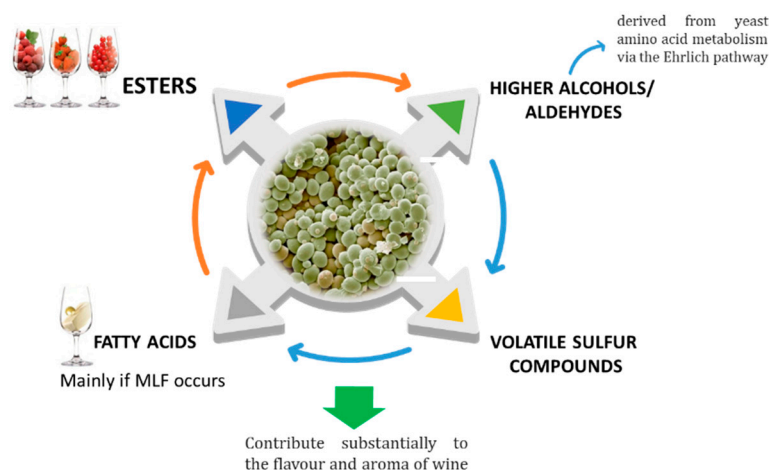 derived from yeast
amino acid metabolism
via the Ehrlich pathway
ESTERS
HIGHER ALCOHOLS/
ALDEHYDES
FATTY ACIDS
Mainly if MLF occurs
VOLATILE SULFUR
COMPOUNDS
Contribute substantially to
the flavour and aroma of wine